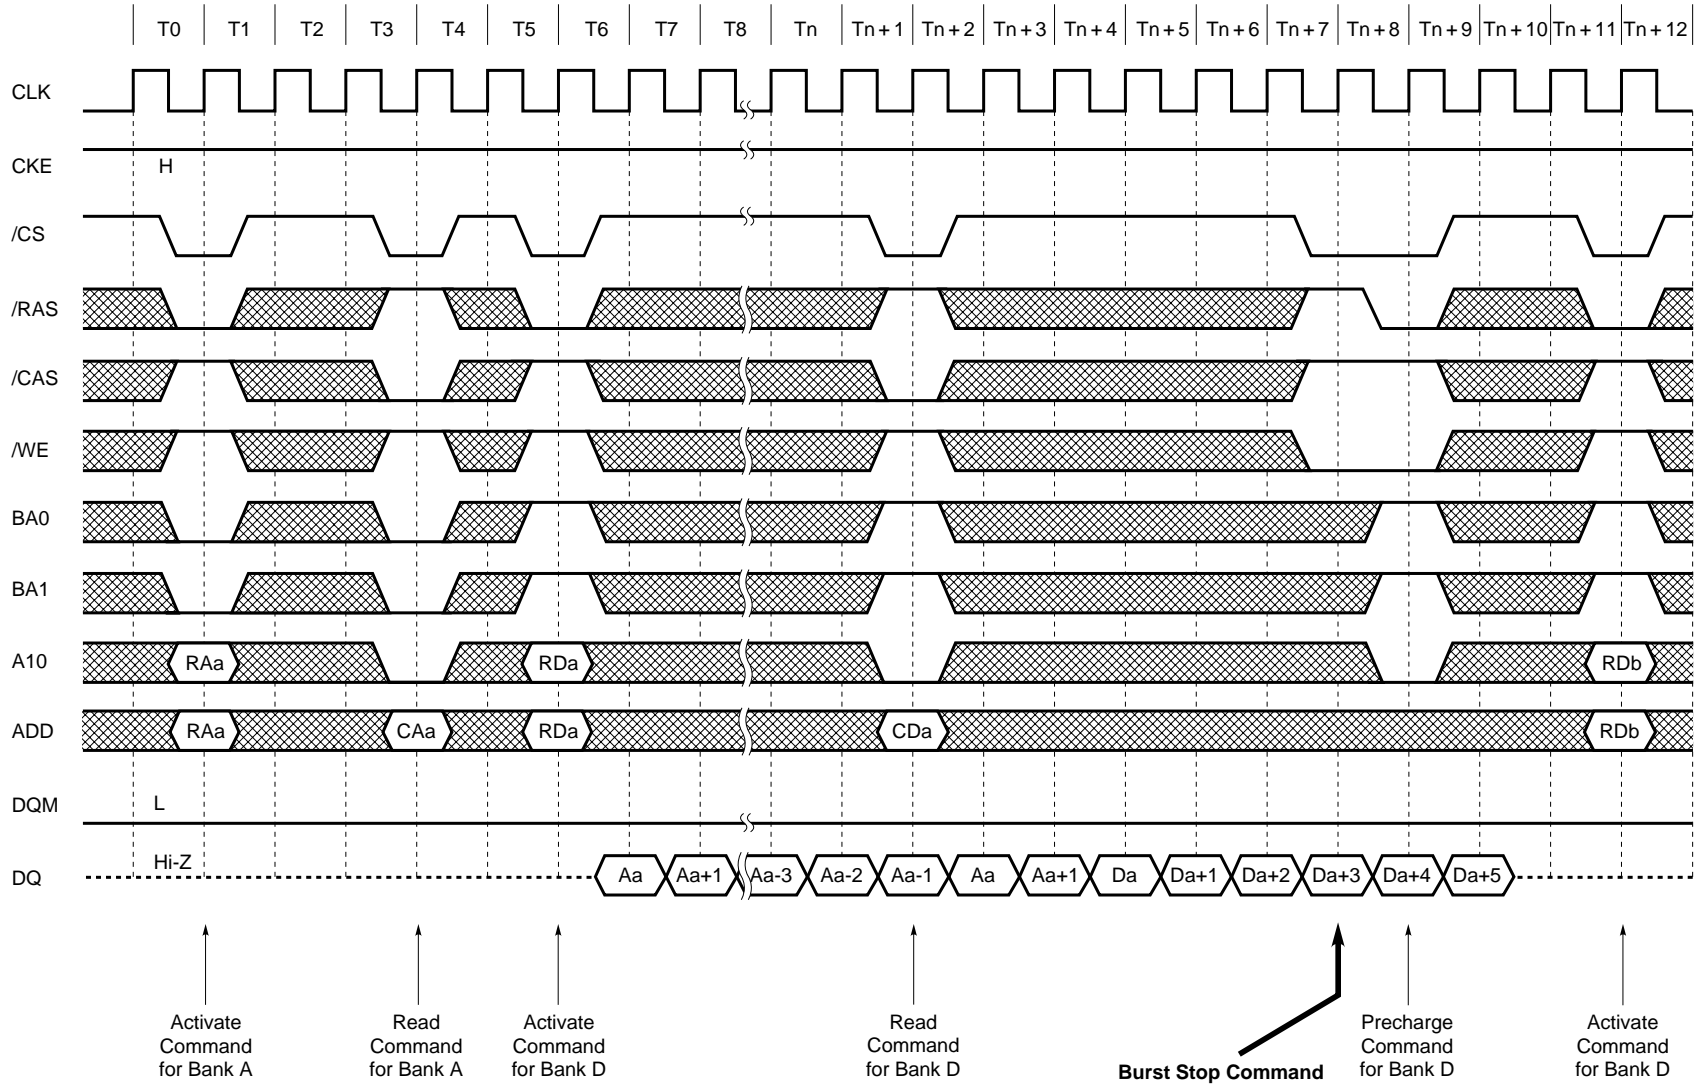 T0 T1 T2 T3 T4 T5 T6 T7 T8 Tn Tn + 1 Tn + 2 Tn + 3 Tn + 4 Tn + 5 Tn + 6 Tn + 7 Tn + 8 Tn + 9 Tn + 10 Tn + 11 Tn + 12
CLK
CKE H
/CS
/RAS
/CAS
/WE
BA0
BA1
A10 RAa RDa RDb
ADD RAa CAa RDa CDa RDb
DQM L
DQ Hi-Z Aa Aa+1 Aa-3 Aa-2 Aa-1 Aa Aa+1 Da Da+1 Da+2 Da+3 Da+4 Da+5
Activate
Command
for Bank A
Read
Command
for Bank A
Activate
Command
for Bank D
Read
Command
for Bank D
Burst Stop Command
Precharge
Command
for Bank D
Activate
Command
for Bank D